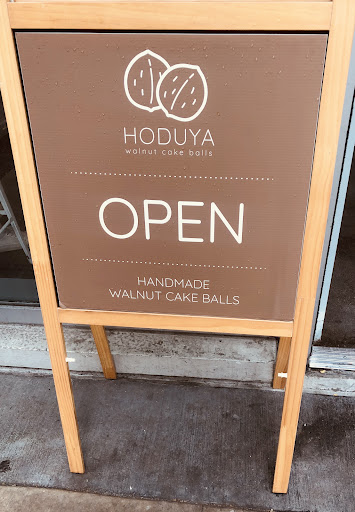 HODUYA
walnut cake balls
OPEN
HANDMADE
WALNUT CAKE BALLS